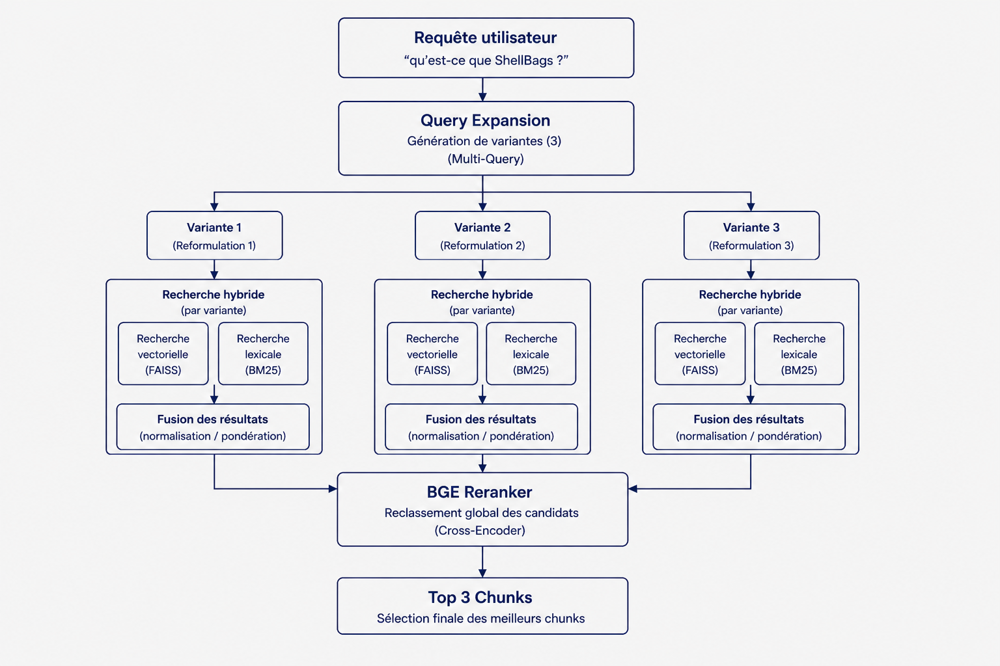 Requête utilisateur
“qu’est-ce que ShellBags ?”
Query Expansion
Génération de variantes (3)
(Multi-Query)
Variante 1
(Reformulation 1)
Variante 2
(Reformulation 2)
Variante 3
(Reformulation 3)
Recherche hybride
(par variante)
Recherche
vectorielle
(FAISS)
Recherche
lexicale
(BM25)
Fusion des résultats
(normalisation / pondération)
Recherche hybride
(par variante)
Recherche
vectorielle
(FAISS)
Recherche
lexicale
(BM25)
Fusion des résultats
(normalisation / pondération)
Recherche hybride
(par variante)
Recherche
vectorielle
(FAISS)
Recherche
lexicale
(BM25)
Fusion des résultats
(normalisation / pondération)
BGE Reranker
Reclassement global des candidats
(Cross-Encoder)
Top 3 Chunks
Sélection finale des meilleurs chunks